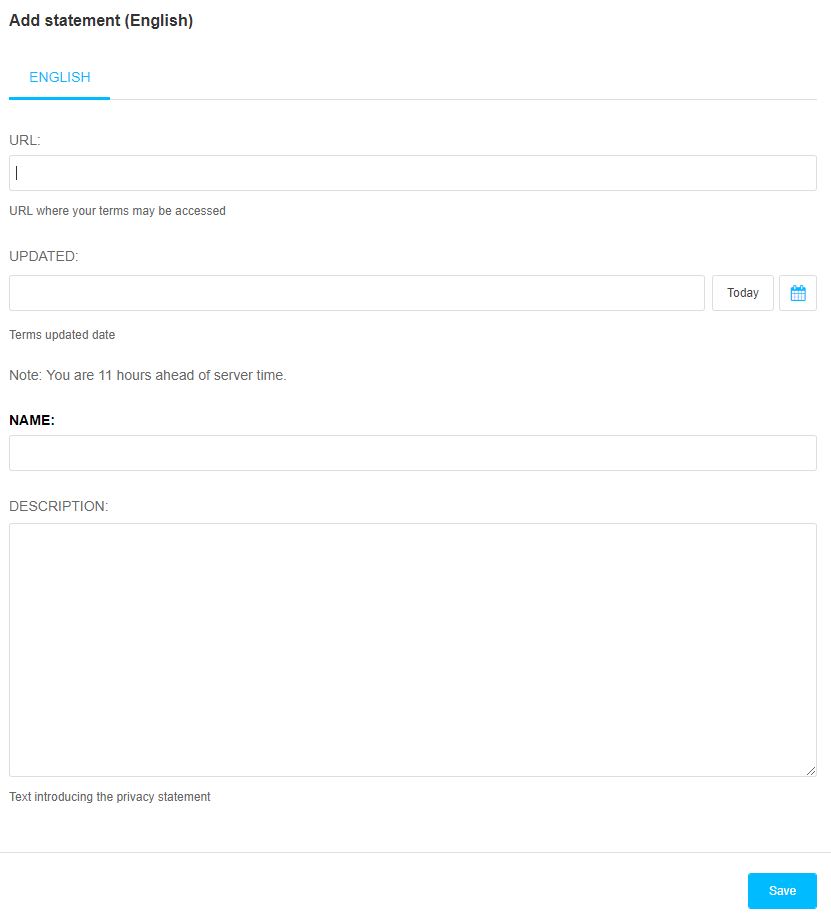 Add statement (English)
ENGLISH
URL:
URL where your terms may be accessed
UPDATED:
Today
Terms updated date
Note: You are 11 hours ahead of server time.
NAME:
DESCRIPTION:
Text introducing the privacy statement
Save